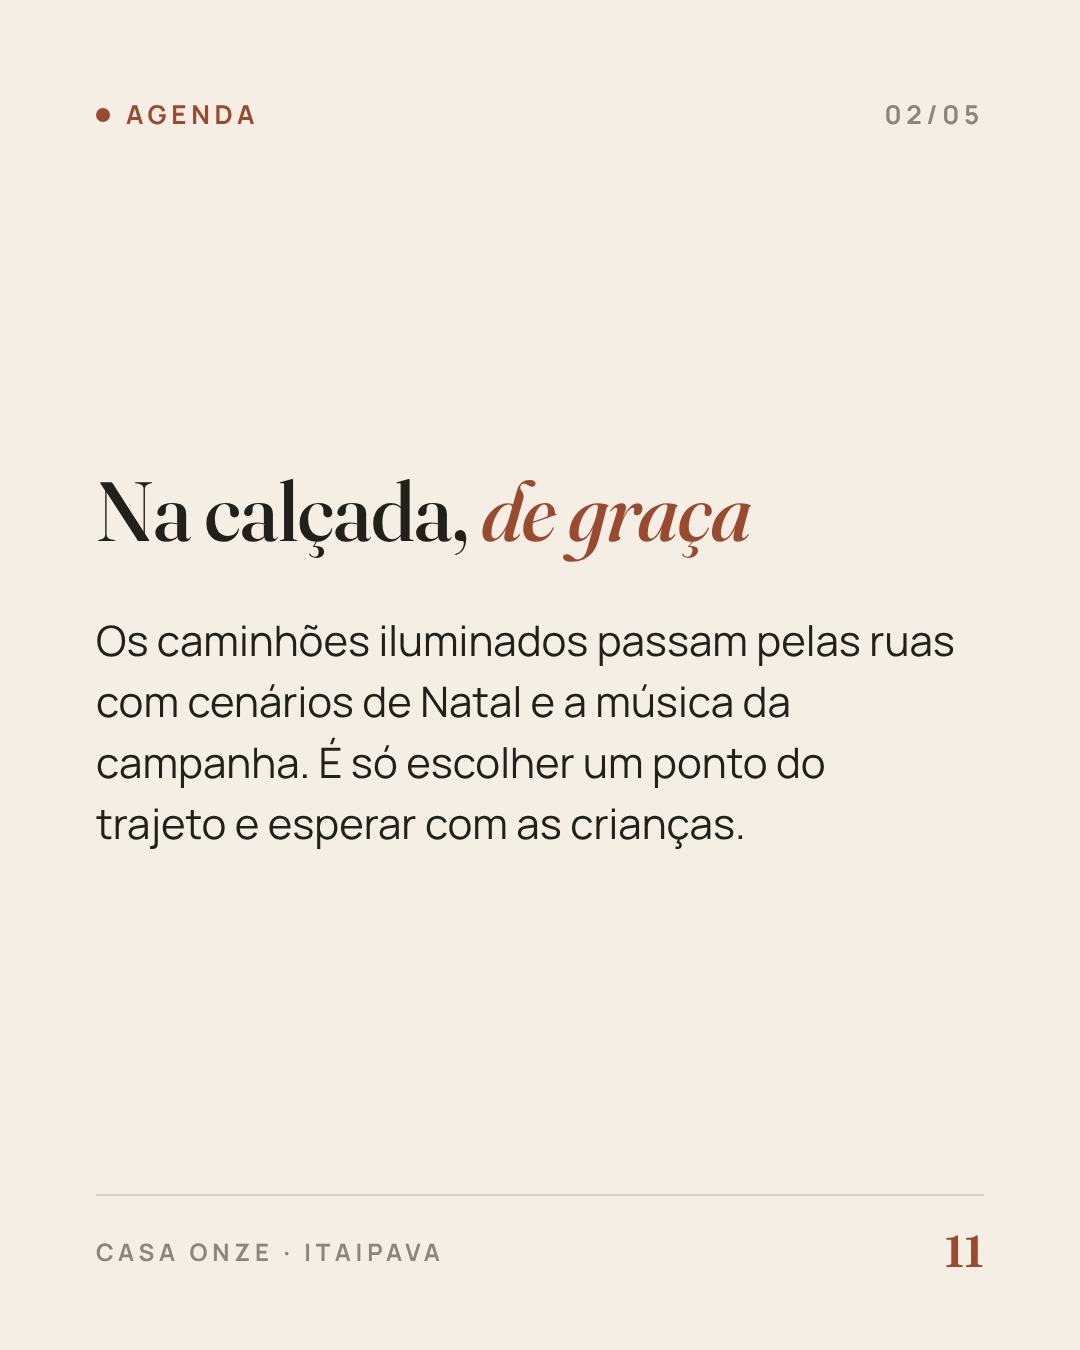 AGENDA
02/05
Na calçada, de graça
Os caminhões iluminados passam pelas ruas
com cenários de Natal e a música da
campanha. É só escolher um ponto do
trajeto e esperar com as crianças.
CASA ONZE · ITAIPAVA
11